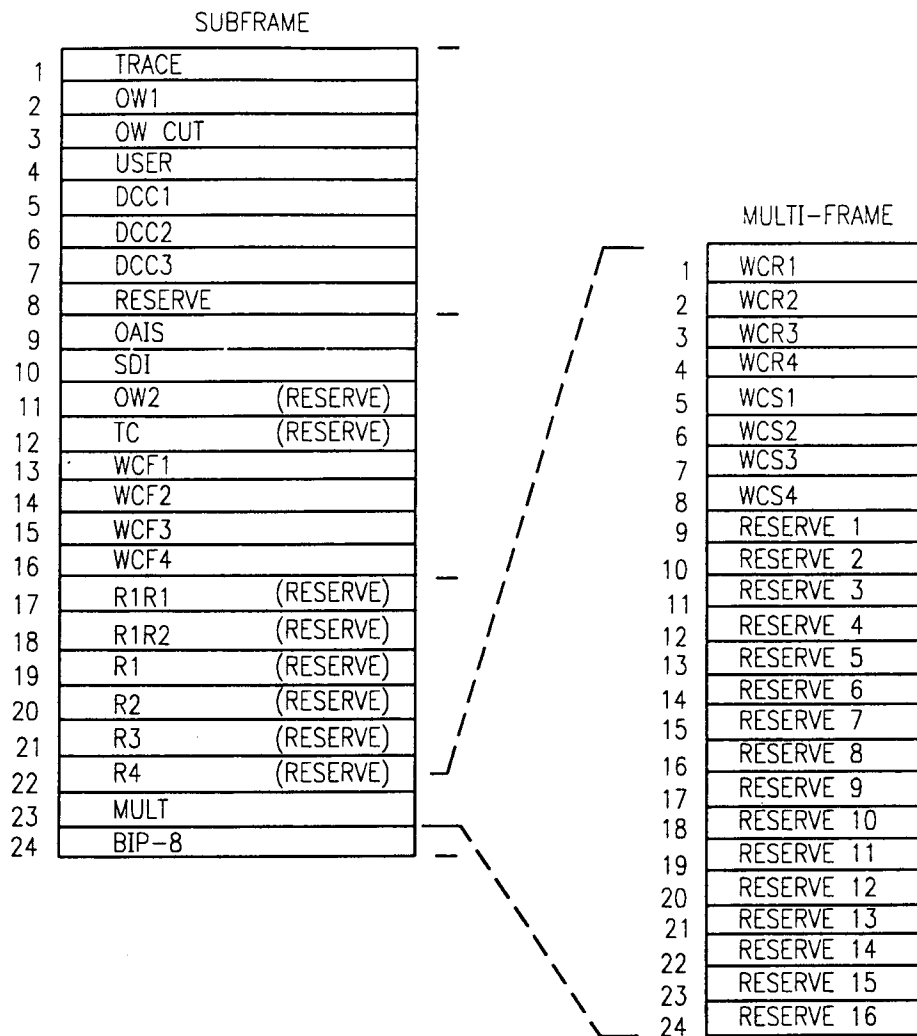 SUBFRAME
1 TRACE
2 OW1
3 OW CUT
4 USER
5 DCC1
6 DCC2
7 DCC3
8 RESERVE
9 OAIS
10 SDI
11 OW2 (RESERVE)
12 TC (RESERVE)
13 WCF1
14 WCF2
15 WCF3
16 WCF4
17 R1R1 (RESERVE)
18 R1R2 (RESERVE)
19 R1 (RESERVE)
20 R2 (RESERVE)
21 R3 (RESERVE)
22 R4 (RESERVE)
23 MULT
24 BIP-8
MULTI-FRAME
1 WCR1
2 WCR2
3 WCR3
4 WCR4
5 WCS1
6 WCS2
7 WCS3
8 WCS4
9 RESERVE 1
10 RESERVE 2
11 RESERVE 3
12 RESERVE 4
13 RESERVE 5
14 RESERVE 6
15 RESERVE 7
16 RESERVE 8
17 RESERVE 9
18 RESERVE 10
19 RESERVE 11
20 RESERVE 12
21 RESERVE 13
22 RESERVE 14
23 RESERVE 15
24 RESERVE 16